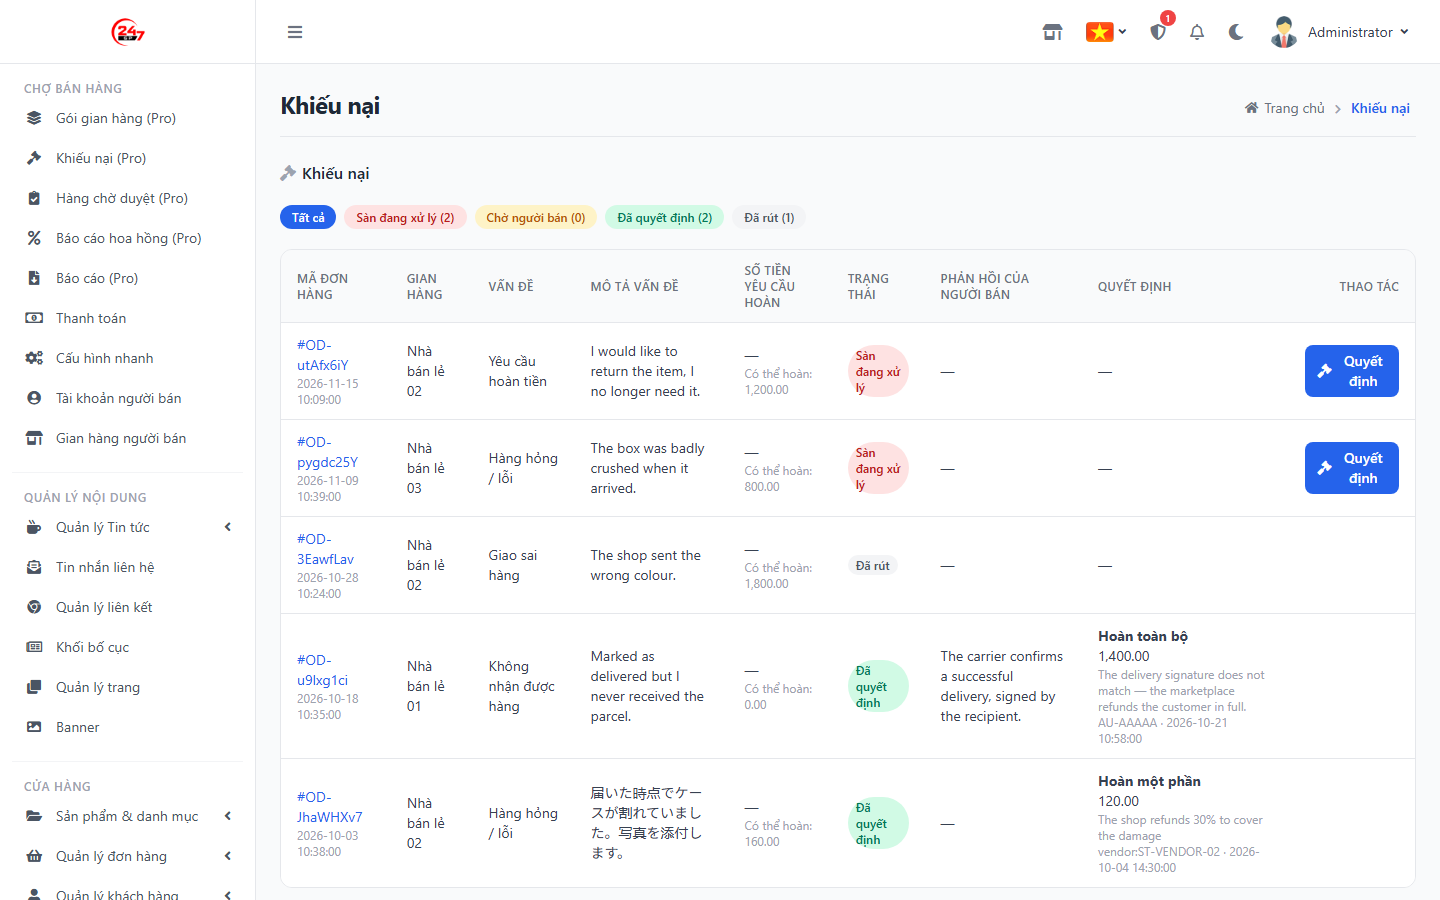 247
1
Administrator
CHỢ BÁN HÀNG
Gói gian hàng (Pro)
Khiếu nại (Pro)
Hàng chờ duyệt (Pro)
Báo cáo hoa hồng (Pro)
Báo cáo (Pro)
Thanh toán
Cấu hình nhanh
Tài khoản người bán
Gian hàng người bán
QUẢN LÝ NỘI DUNG
Quản lý Tin tức
Tin nhắn liên hệ
Quản lý liên kết
Khối bố cục
Quản lý trang
Banner
CỬA HÀNG
Sản phẩm & danh mục
Quản lý đơn hàng
Quản lý khách hàng
Khiếu nại
Trang chủ
Khiếu nại
Khiếu nại
Tất cả
Sàn đang xử lý (2)
Chờ người bán (0)
Đã quyết định (2)
Đã rút (1)
MÃ ĐƠN
HÀNG
GIAN
HÀNG
VẤN ĐỀ
MÔ TẢ VẤN ĐỀ
SỐ TIỀN
YÊU CẦU
HOÀN
TRẠNG
THÁI
PHẢN HỒI CỦA
NGƯỜI BÁN
QUYẾT ĐỊNH
THAO TÁC
#OD-
utAfx6iY
2026-11-15
10:09:00
Nhà
bán lẻ
02
Yêu cầu
hoàn tiền
I would like to
return the item, I
no longer need it.
—
Có thể hoàn:
1,200.00
Sàn
đang xử
lý
—
—
Quyết
định
#OD-
pygdc25Y
2026-11-09
10:39:00
Nhà
bán lẻ
03
Hàng hỏng
/ lỗi
The box was badly
crushed when it
arrived.
—
Có thể hoàn:
800.00
Sàn
đang xử
lý
—
—
Quyết
định
#OD-
3EawfLav
2026-10-28
10:24:00
Nhà
bán lẻ
02
Giao sai
hàng
The shop sent the
wrong colour.
—
Có thể hoàn:
1,800.00
Đã rút
—
—
#OD-
u9lxg1ci
2026-10-18
10:35:00
Nhà
bán lẻ
01
Không
nhận được
hàng
Marked as
delivered but I
never received the
parcel.
—
Có thể hoàn:
0.00
Đã
quyết
định
The carrier confirms
a successful
delivery, signed by
the recipient.
Hoàn toàn bộ
1,400.00
The delivery signature does not
match — the marketplace
refunds the customer in full.
AU-AAAAA · 2026-10-21
10:58:00
#OD-
JhaWHXv7
2026-10-03
10:38:00
Nhà
bán lẻ
02
Hàng hỏng
/ lỗi
届いた時点でケー
スが割れていまし
た。写真を添付し
ます。
—
Có thể hoàn:
160.00
Đã
quyết
định
—
Hoàn một phần
120.00
The shop refunds 30% to cover
the damage
vendor:ST-VENDOR-02 · 2026-
10-04 14:30:00